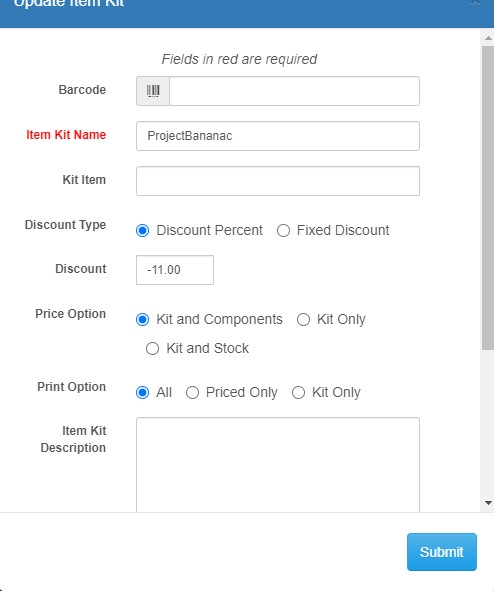 Update Item Kit
Fields in red are required
Barcode
Item Kit Name ProjectBananac
Kit Item
Discount Type Discount Percent Fixed Discount
Discount -11.00
Price Option Kit and Components Kit Only
Kit and Stock
Print Option All Priced Only Kit Only
Item Kit
Description
Submit